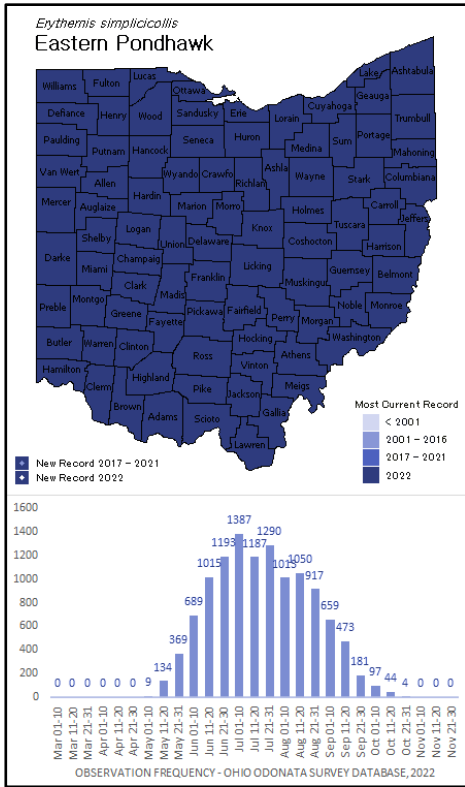 Erythemis simplicicollis
Eastern Pondhawk
Williams Fulton Lucas Ottawa Lake Ashtabula
Geauga
Defiance Henry Wood Sandusky Erie Lorain Cuyahoga Trumbull
Paulding Putnam Hancock Seneca Huron Medina Sum Portage Mahoning
Van Wert Allen Wyando Crawfo Richlan Ashla Wayne Stark Columbiana
Mercer Auglaize Hardin Marion Morro Holmes Carroll Jeffers
Shelby Logan Union Delaware Knox Coshocton Tuscara Harrison
Darke Miami Champaig Licking Guernsey Belmont
Clark Madis Franklin Muskingur
Preble Montgo Greene Fayette Pickawa Fairfield Perry Morgan Noble Monroe
Butler Warren Clinton Ross Hocking Athens Washington
Hamilton Clerm Highland Pike Vinton Meigs
Brown Adams Scioto Jackson Gallia
Lawren
Most Current Record
< 2001
2001 - 2016
2017 - 2021
2022
New Record 2017 - 2021
New Record 2022
1600
1400
1200
1000
800
600
400
200
0
0 0 0 0 0 0 9 134 369 689 1015 1193 1387 1187 1290 1013 1050 917 659 473 181 97 44 4 0 0 0
Mar 01-10
Mar 11-20
Mar 21-31
Apr 01-10
Apr 11-20
Apr 21-30
May 01-10
May 11-20
May 21-31
Jun 01-10
Jun 11-20
Jun 21-30
Jul 01-10
Jul 11-20
Jul 21-31
Aug 01-10
Aug 11-20
Aug 21-31
Sep 01-10
Sep 11-20
Sep 21-30
Oct 01-10
Oct 11-20
Oct 21-31
Nov 01-10
Nov 11-20
Nov 21-30
OBSERVATION FREQUENCY - OHIO ODONATA SURVEY DATABASE, 2022